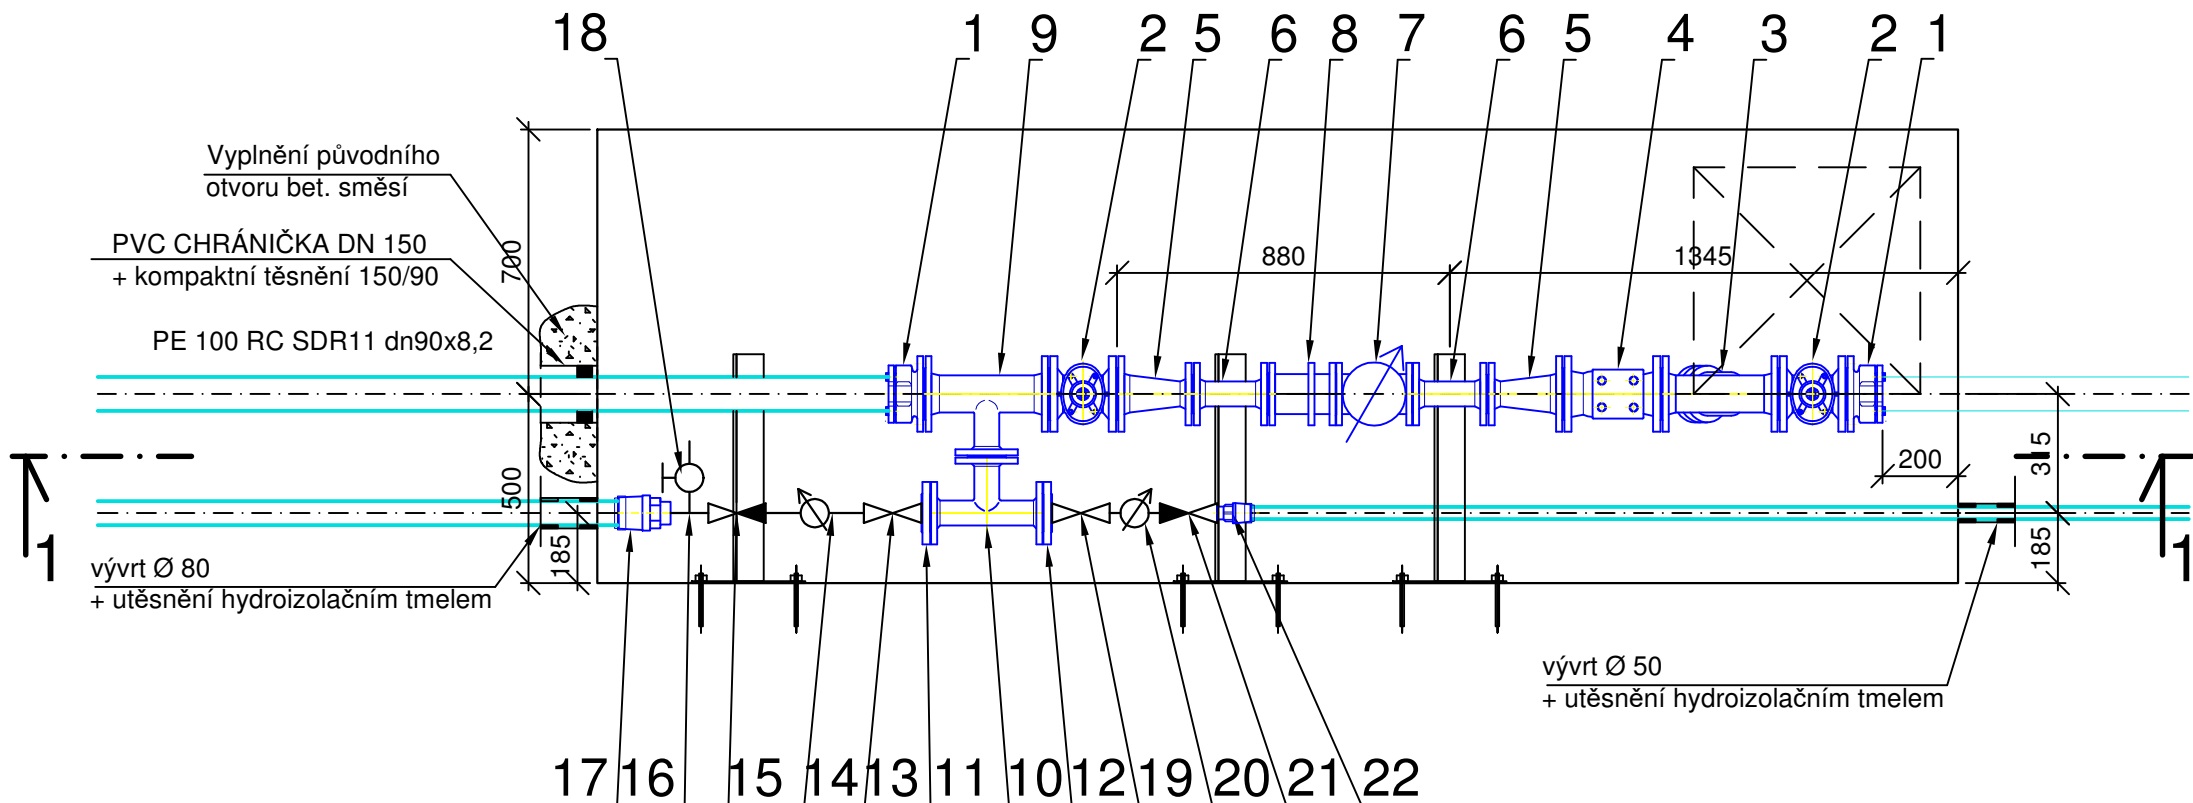 18 1 9 2 5 6 8 7 6 5 4 3 2 1
Vyplnění původního
otvoru bet. směsí
PVC CHRÁNIČKA DN 150
+ kompaktní těsnění 150/90
700
880
1345
PE 100 RC SDR11 dn90x8,2
200
315
500
185
185
1
1
vývrt Ø 80
+ utěsnění hydroizolačním tmelem
vývrt Ø 50
+ utěsnění hydroizolačním tmelem
17 16 15 14 13 11 10 12 19 20 21 22